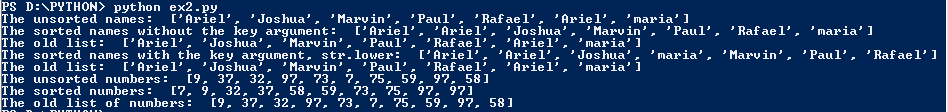 PS D:\PYTHON> python ex2.py
The unsorted names:  ['Ariel', 'Joshua', 'Marvin', 'Paul', 'Rafael', 'Ariel', 'maria']
The sorted names without the key argument:  ['Ariel', 'Ariel', 'Joshua', 'Marvin', 'Paul', 'Rafael', 'maria']
The old list:  ['Ariel', 'Joshua', 'Marvin', 'Paul', 'Rafael', 'Ariel', 'maria']
The sorted names with the key argument, str.lower:  ['Ariel', 'Ariel', 'Joshua', 'maria', 'Marvin', 'Paul', 'Rafael']
The old list:  ['Ariel', 'Joshua', 'Marvin', 'Paul', 'Rafael', 'Ariel', 'maria']
The unsorted numbers:  [9, 37, 32, 97, 73, 7, 75, 59, 97, 58]
The sorted numbers:  [7, 9, 32, 37, 58, 59, 73, 75, 97, 97]
The old list of numbers:  [9, 37, 32, 97, 73, 7, 75, 59, 97, 58]
PS D:\PYTHON>